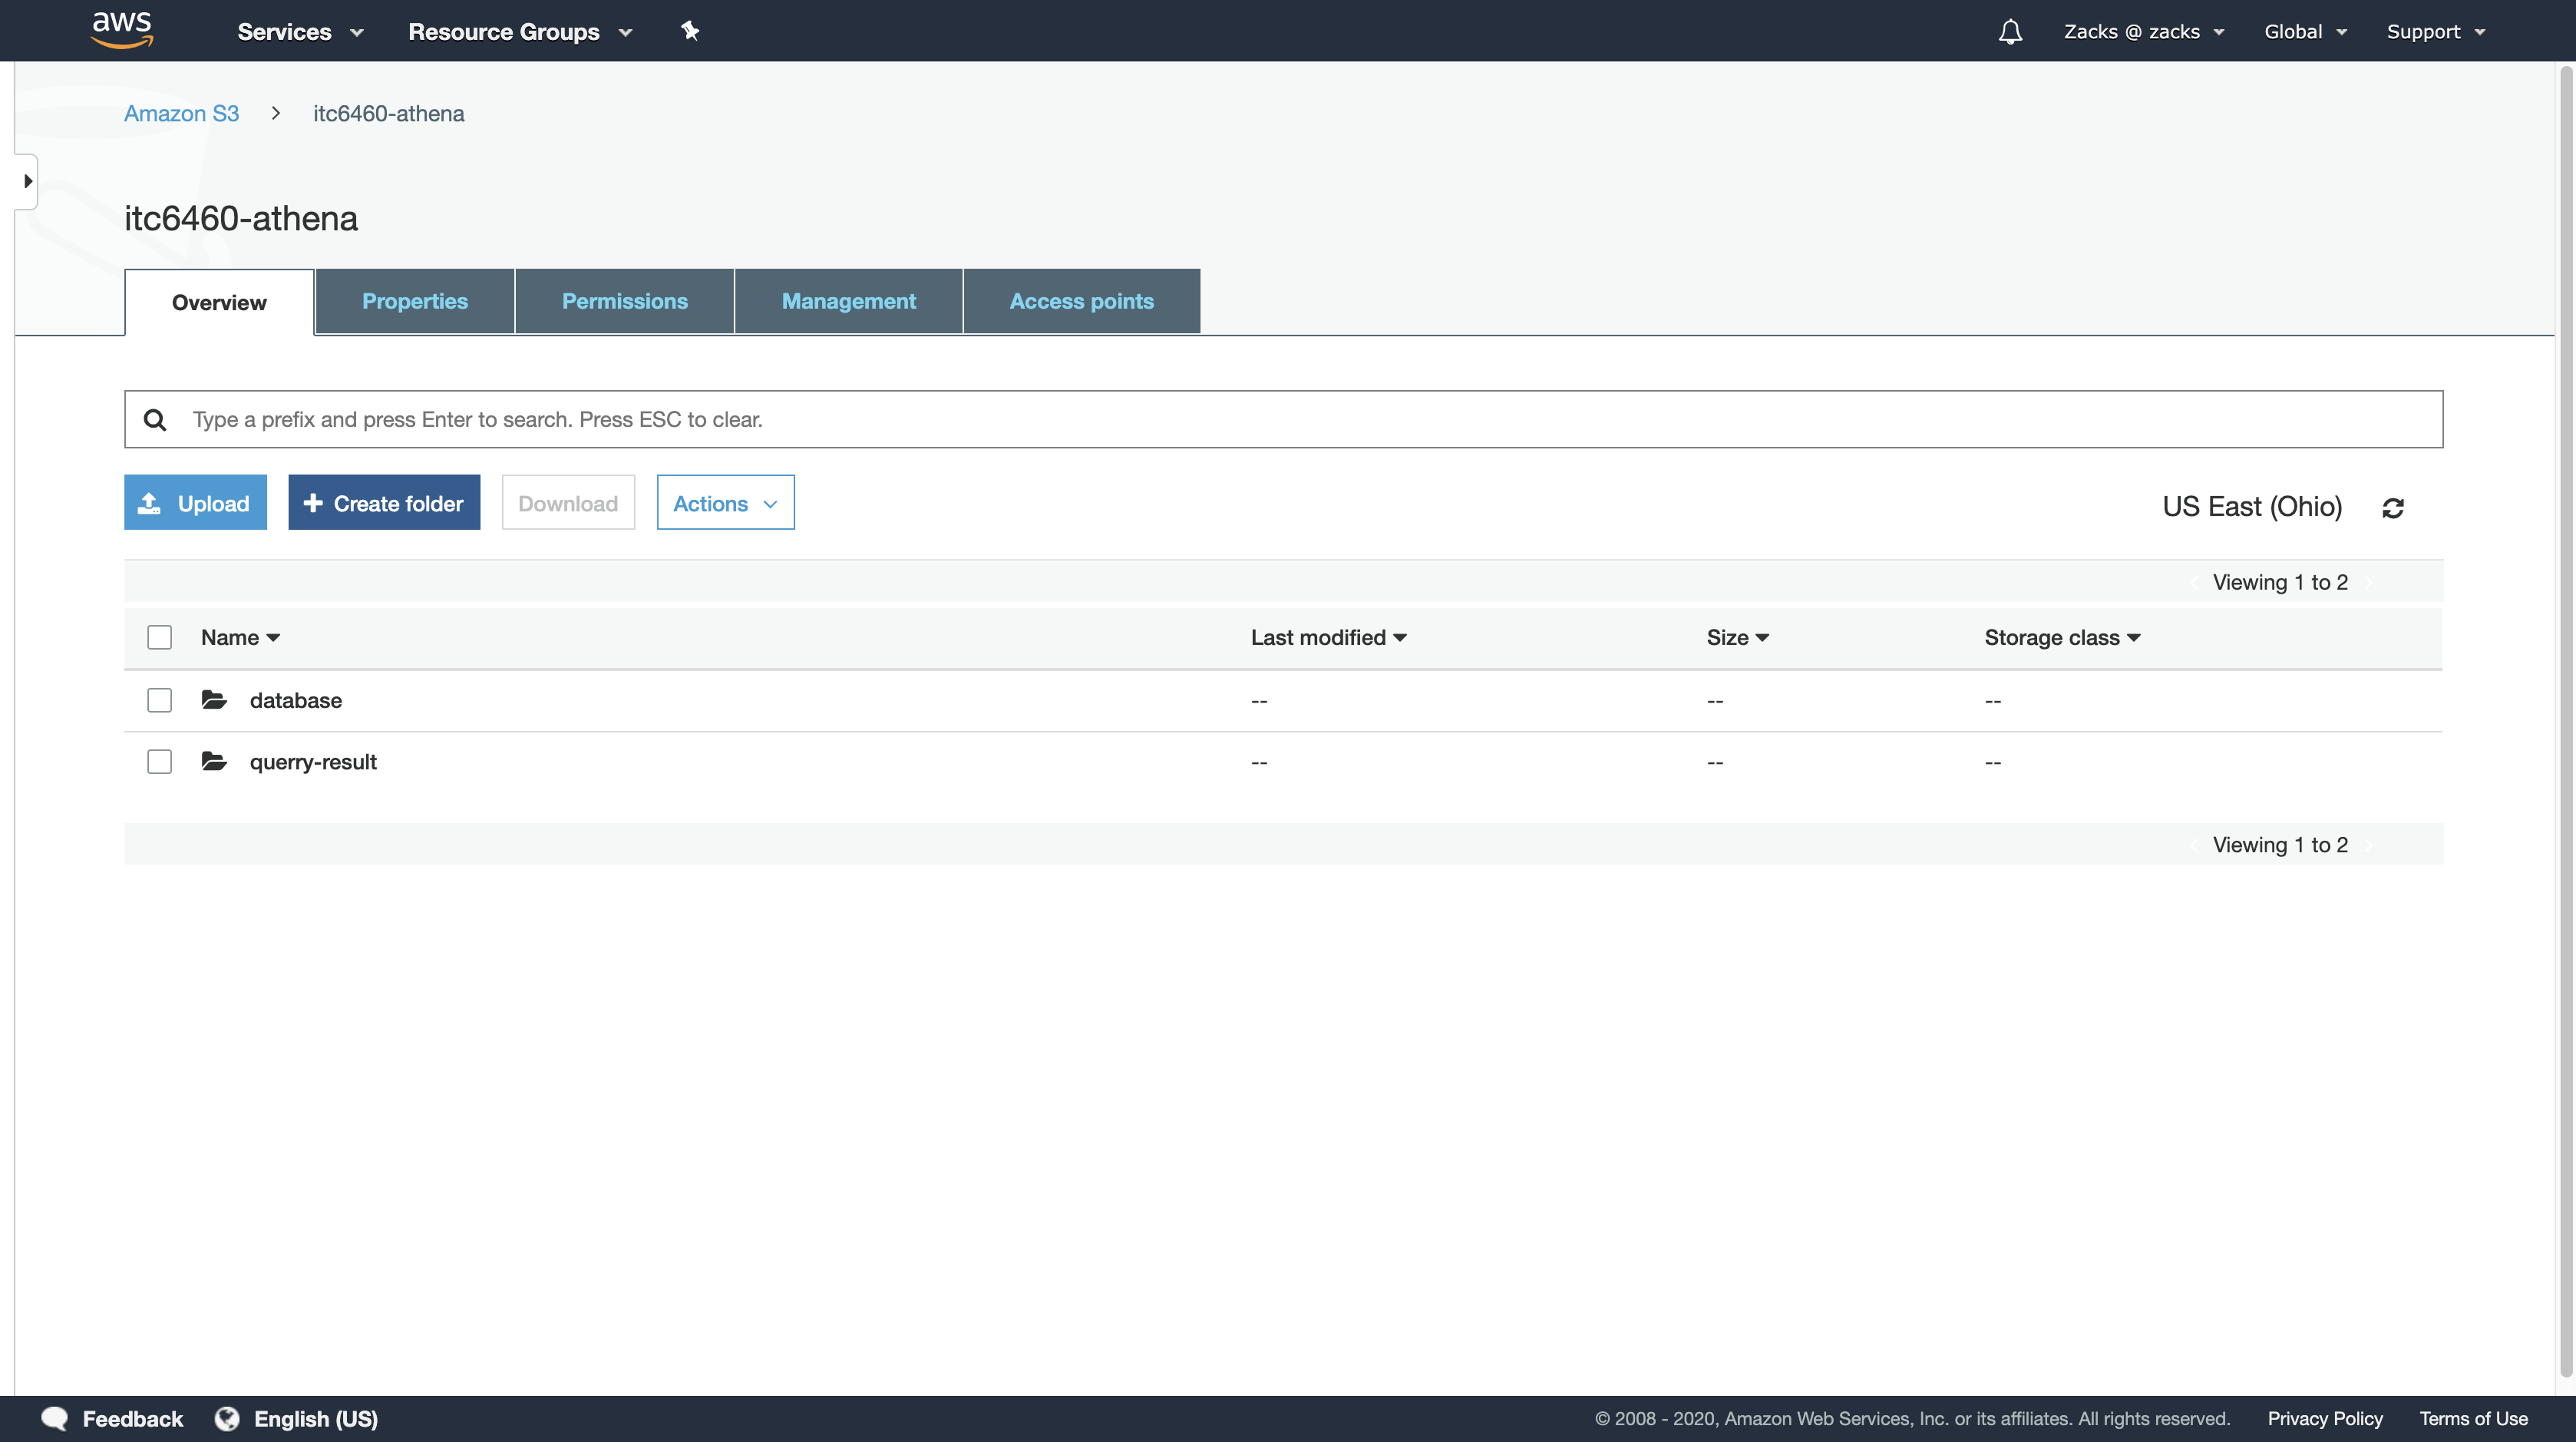 aws Services Resource Groups Zacks @ zacks Global Support
Amazon S3 > itc6460-athena
itc6460-athena
Overview Properties Permissions Management Access points
Type a prefix and press Enter to search. Press ESC to clear.
Upload Create folder Download Actions US East (Ohio)
Viewing 1 to 2
Name Last modified Size Storage class
database -- -- --
querry-result -- -- --
Viewing 1 to 2
Feedback English (US) © 2008 - 2020, Amazon Web Services, Inc. or its affiliates. All rights reserved. Privacy Policy Terms of Use